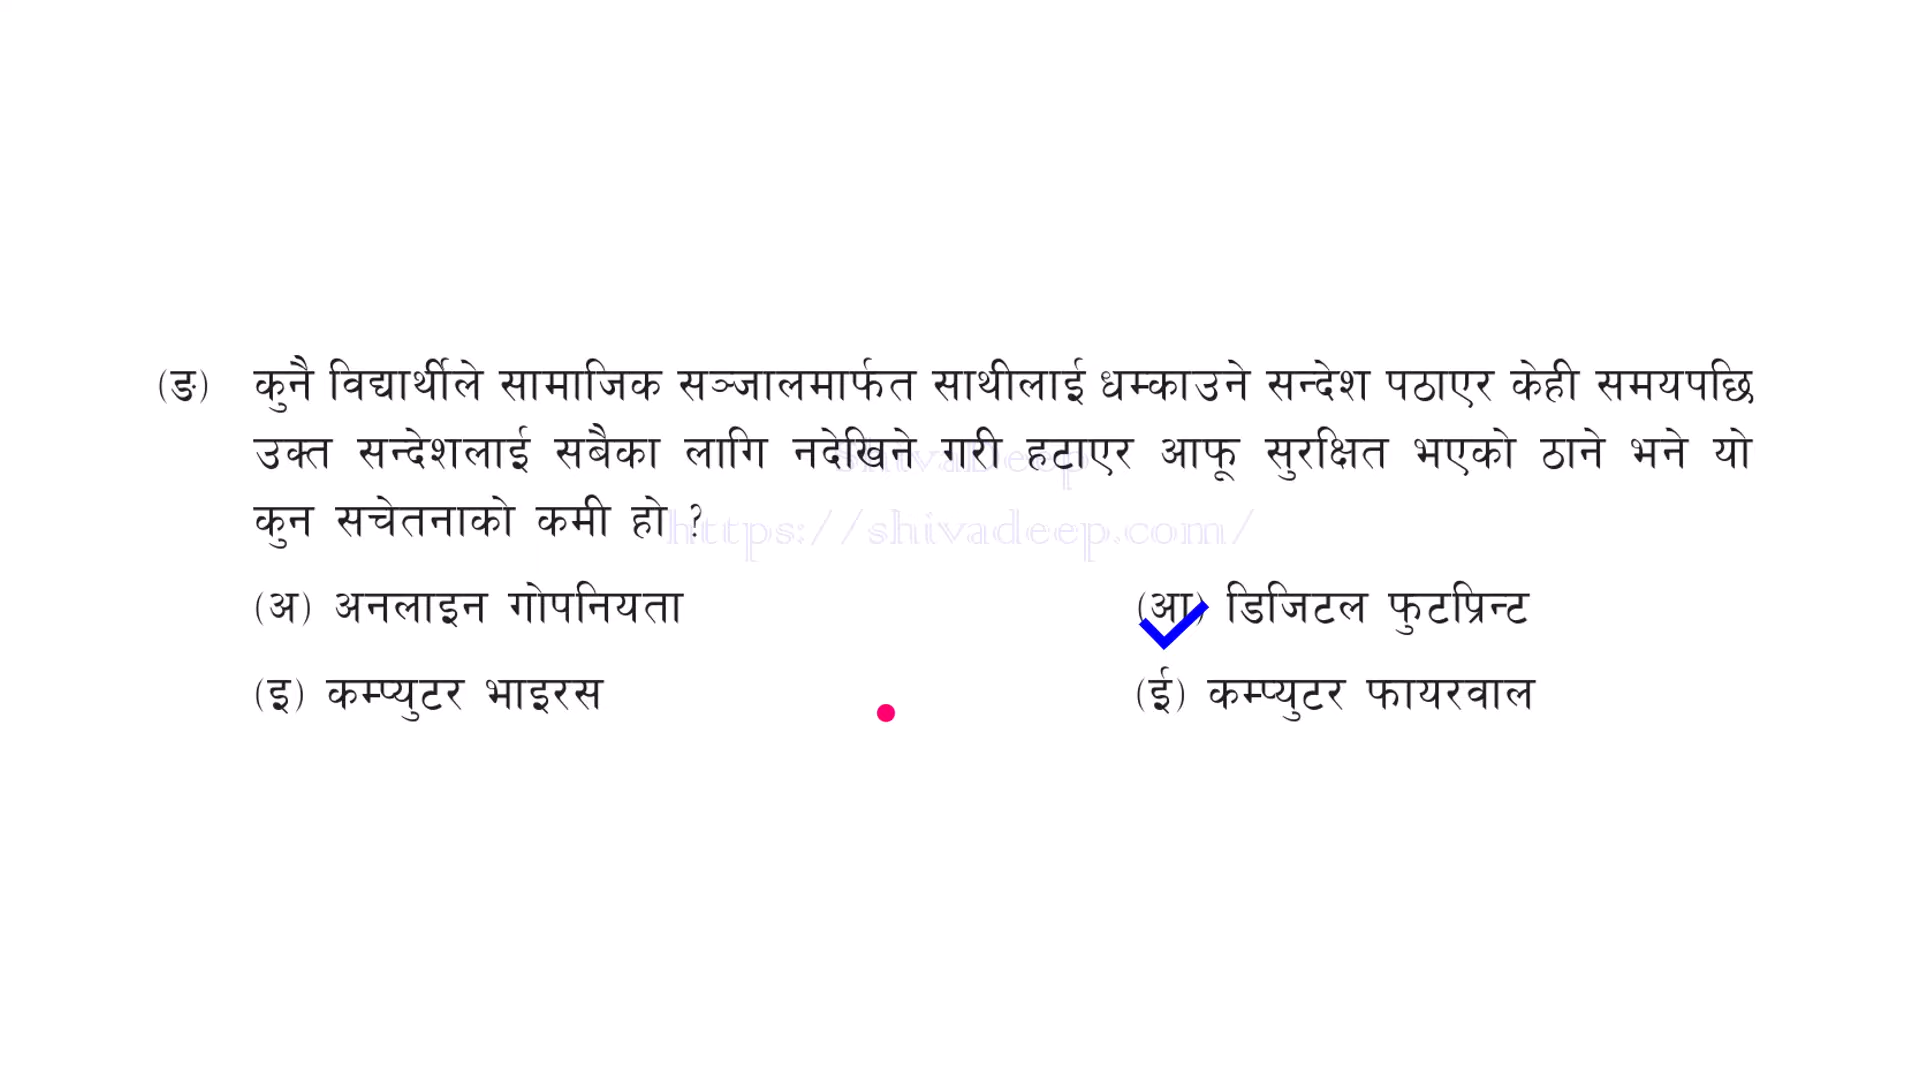 (ङ) कुनै विद्यार्थीले सामाजिक सञ्जालमार्फत साथीलाई धम्काउने सन्देश पठाएर केही समयपछि
उक्त सन्देशलाई सबैका लागि नदेखिने गरी हटाएर आफू सुरक्षित भएको ठाने भने यो
कुन सचेतनाको कमी हो ?
ShivaDeep
https://shivadeep.com/
(अ) अनलाइन गोपनियता (आ) डिजिटल फुटप्रिन्ट
(इ) कम्प्युटर भाइरस (ई) कम्प्युटर फायरवाल